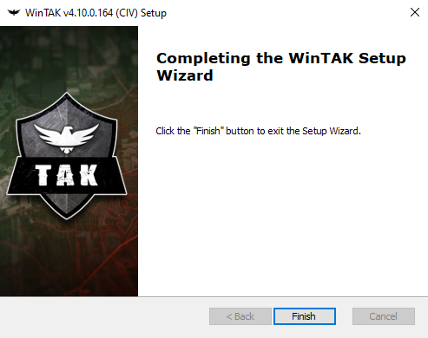 WinTAK v4.10.0.164 (CIV) Setup
Completing the WinTAK Setup
Wizard
Click the "Finish" button to exit the Setup Wizard.
TAK
< Back
Finish
Cancel